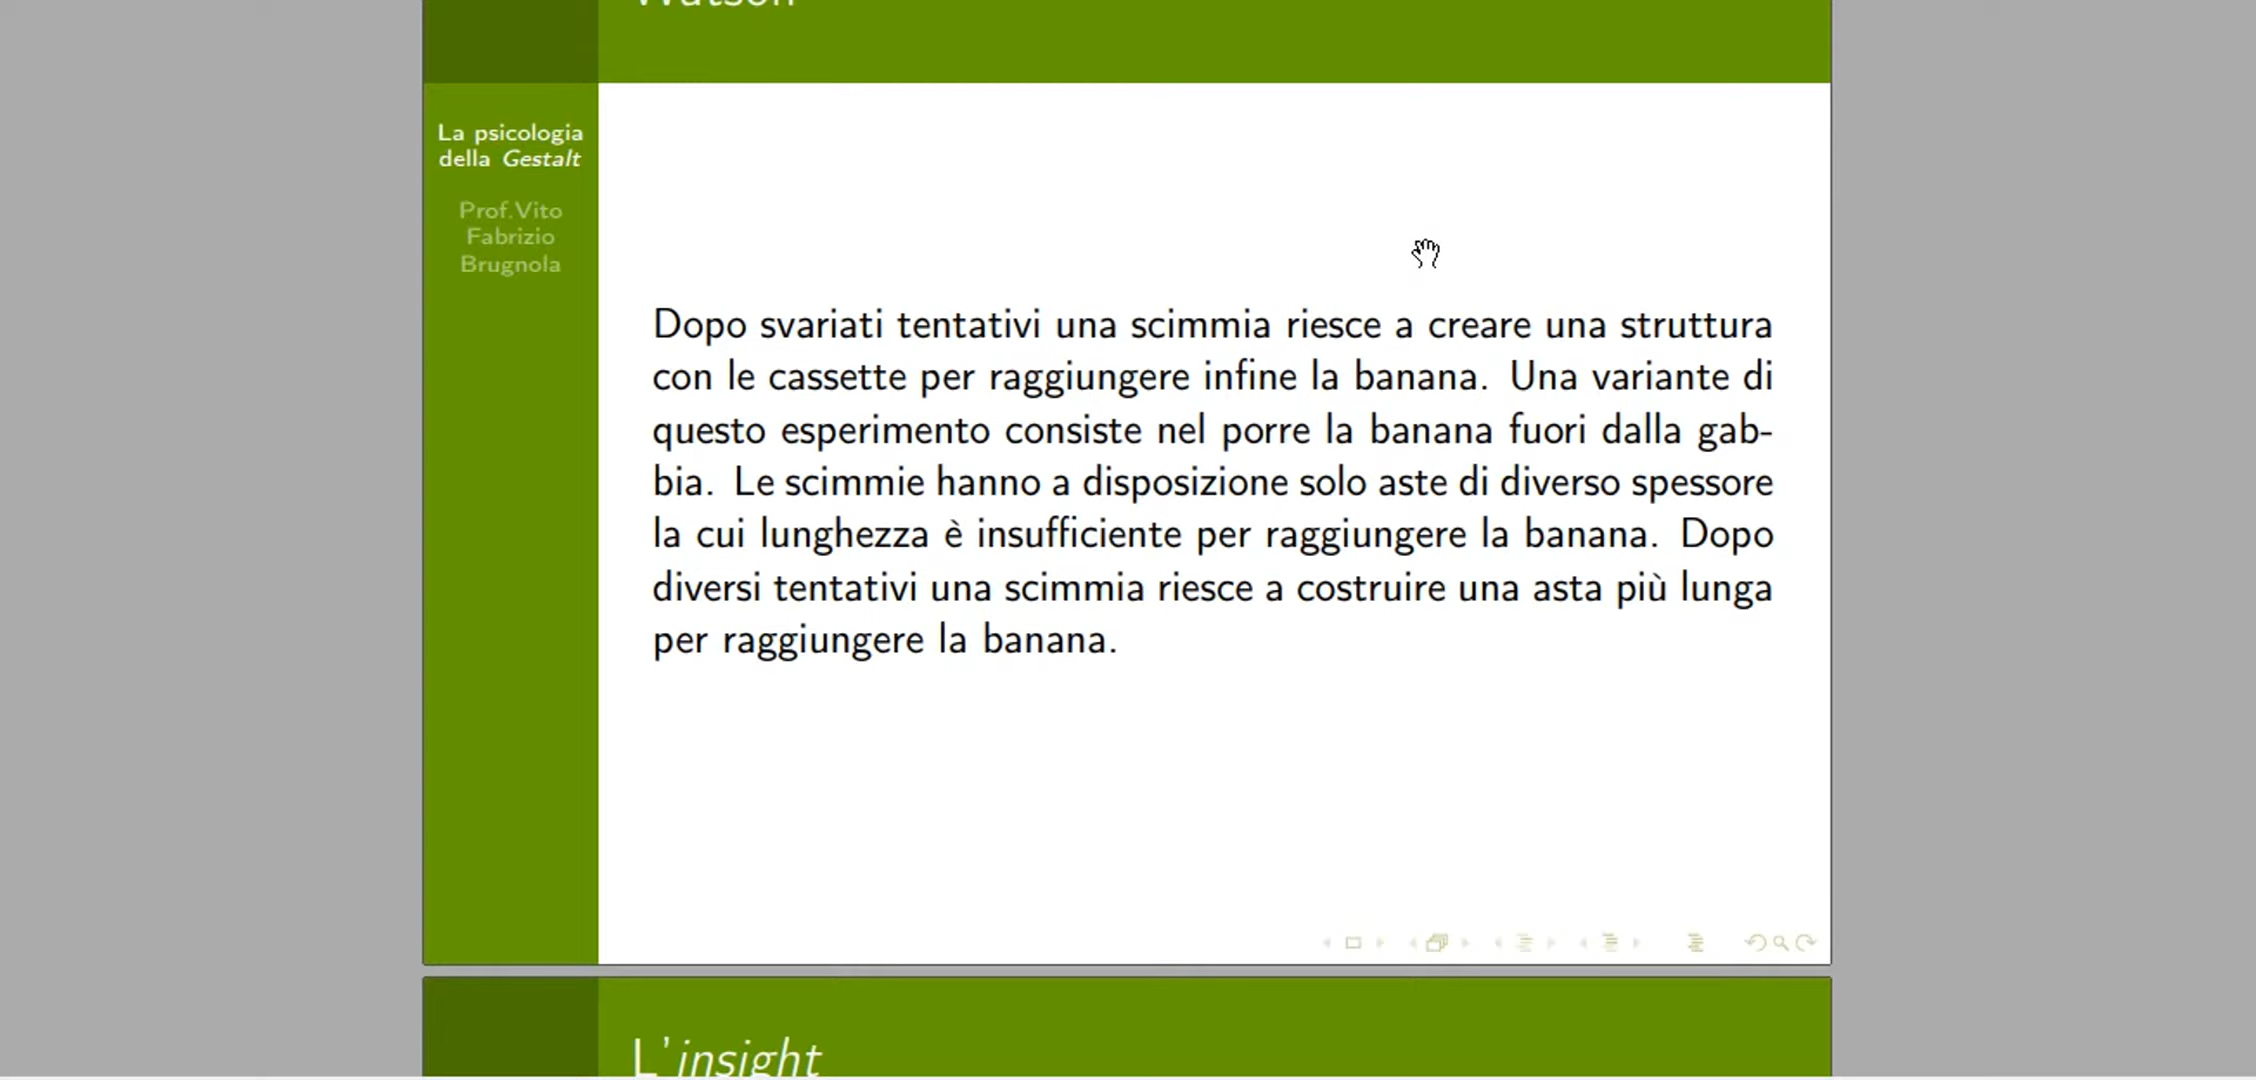 Watson
La psicologia
della Gestalt
Prof.Vito
Fabrizio
Brugnola
Dopo svariati tentativi una scimmia riesce a creare una struttura
con le cassette per raggiungere infine la banana. Una variante di
questo esperimento consiste nel porre la banana fuori dalla gab-
bia. Le scimmie hanno a disposizione solo aste di diverso spessore
la cui lunghezza è insufficiente per raggiungere la banana. Dopo
diversi tentativi una scimmia riesce a costruire una asta più lunga
per raggiungere la banana.
L'insight